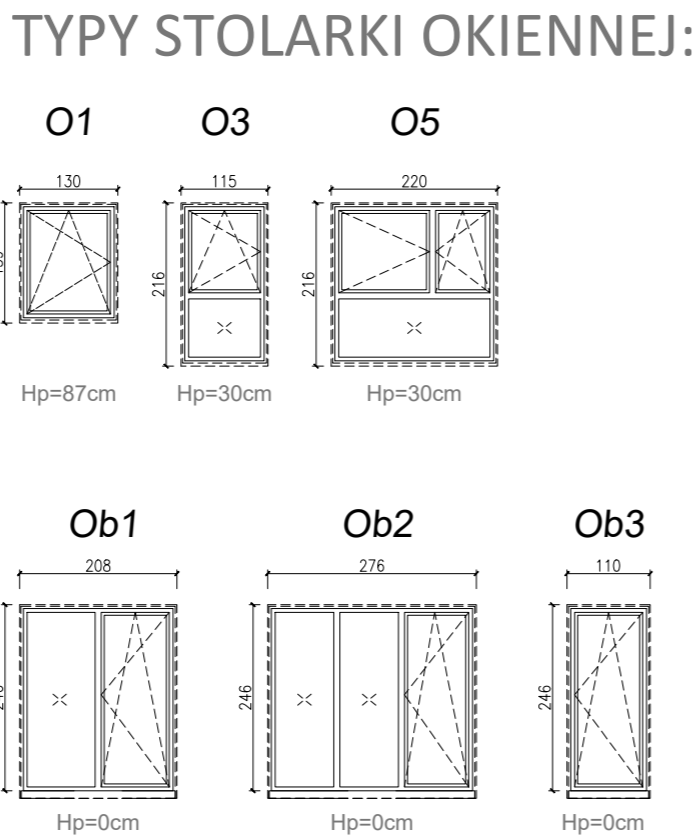 TYPY STOLARKI OKIENNEJ:
O1 O3 O5
130 115 220
216 216
Hp=87cm Hp=30cm Hp=30cm
Ob1 Ob2 Ob3
208 276 110
246 246
Hp=0cm Hp=0cm Hp=0cm